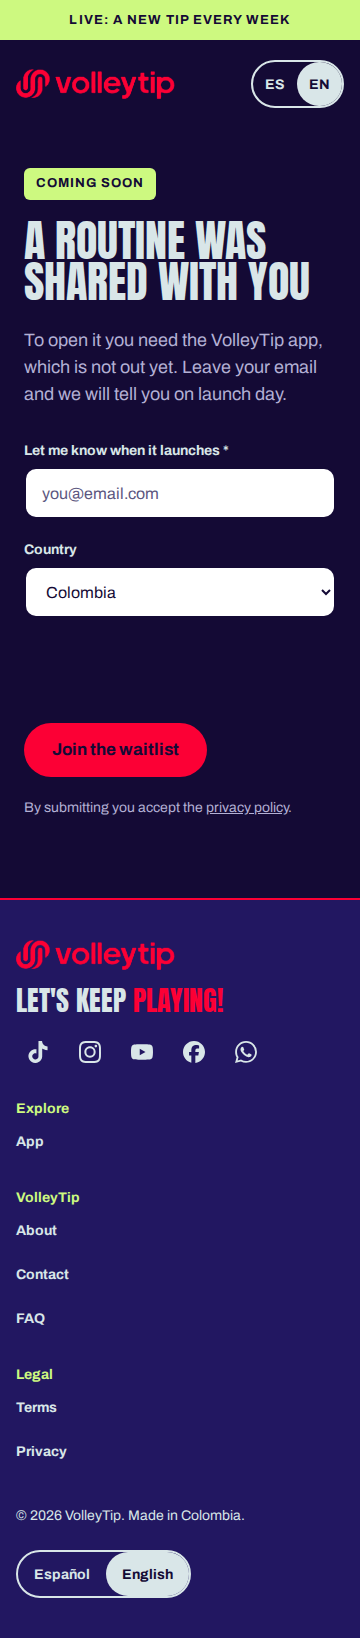 LIVE: A NEW TIP EVERY WEEK
volleytip
ES EN
COMING SOON
A ROUTINE WAS
SHARED WITH YOU
To open it you need the VolleyTip app,
which is not out yet. Leave your email
and we will tell you on launch day.
Let me know when it launches *
you@email.com
Country
Colombia
Join the waitlist
By submitting you accept the privacy policy.
volleytip
LET'S KEEP PLAYING!
Explore
App
VolleyTip
About
Contact
FAQ
Legal
Terms
Privacy
© 2026 VolleyTip. Made in Colombia.
Español English